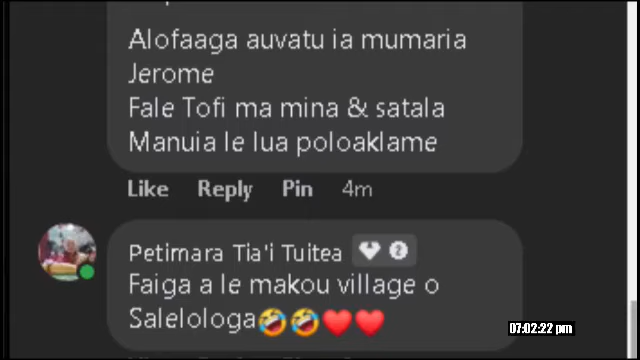 Alofaaga auvatu ia mumaria
Jerome
Fale Tofi ma mina & satala
Manuia le lua poloaklame
Like Reply Pin 4m
Petimara Tia'i Tuitea
Faiga a le makou village o
Salelologa🤣🤣❤️❤️
07:02:22 pm